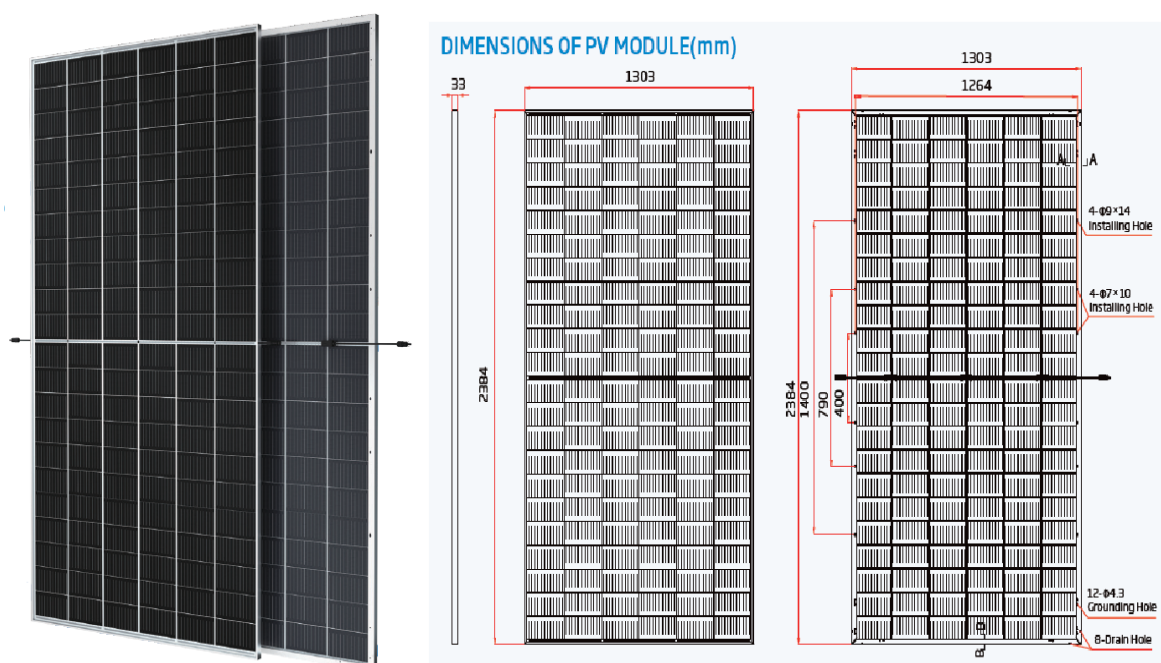 DIMENSIONS OF PV MODULE(mm)
33
1303
2384
1303
1264
A
A
4-φ9×14
Installing Hole
4-φ7×10
Installing Hole
2384
1400
790
400
12-φ4.3
Grounding Hole
8-Drain Hole
B
B